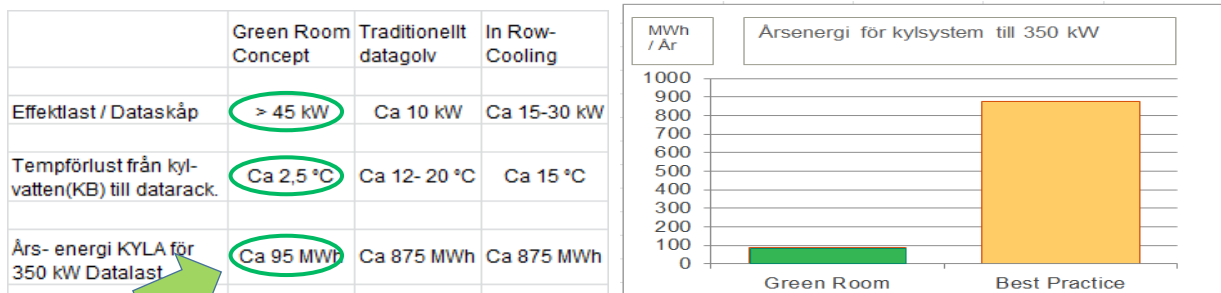 Green Room Concept
Traditionellt datagolv
In Row-Cooling
Effektlast / Dataskåp
> 45 kW
Ca 10 kW
Ca 15-30 kW
Tempförlust från kyl-
vatten(KB) till datarack.
Ca 2,5 °C
Ca 12- 20 °C
Ca 15 °C
Års- energi KYLA för
350 kW Datalast
Ca 95 MWh
Ca 875 MWh
Ca 875 MWh
MWh
/ År
Årsenergi för kylsystem till 350 kW
1000
900
800
700
600
500
400
300
200
100
0
Green Room
Best Practice